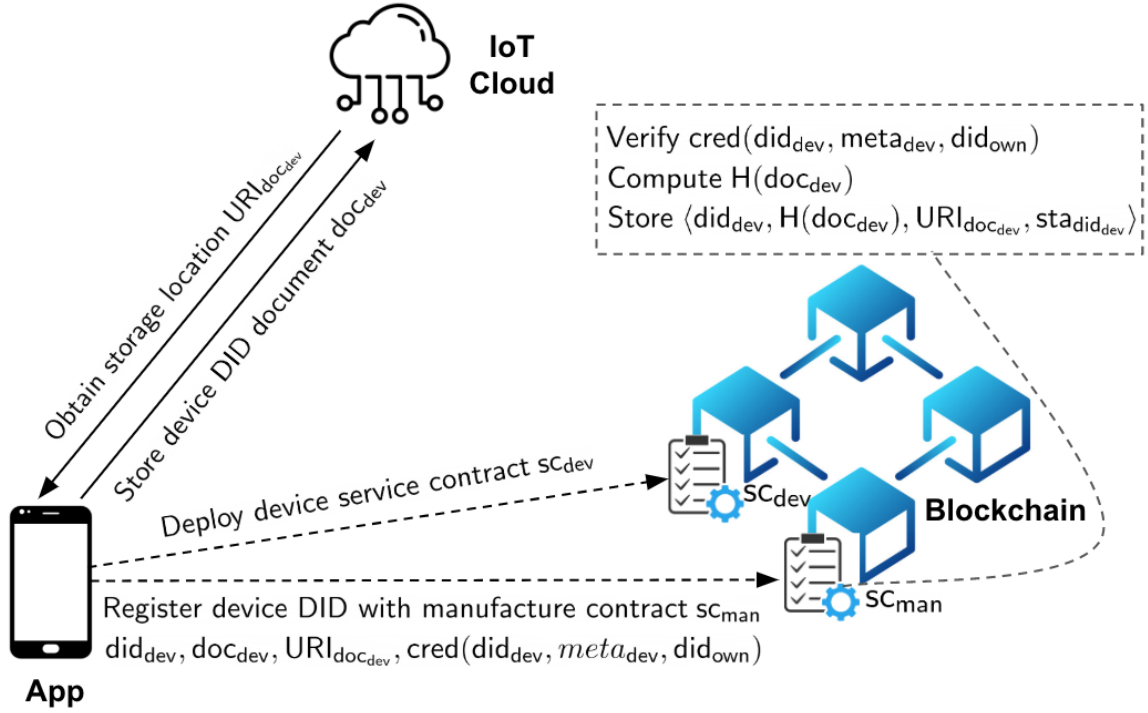 IoT
Cloud
Verify cred(did_dev, meta_dev, did_own)
Compute H(doc_dev)
Store ⟨did_dev, H(doc_dev), URI_doc_dev, sta_did_dev⟩
Obtain storage location URI_doc_dev
Store device DID document doc_dev
Deploy device service contract sc_dev
sc_dev
Blockchain
sc_man
Register device DID with manufacture contract sc_man
did_dev, doc_dev, URI_doc_dev, cred(did_dev, meta_dev, did_own)
App